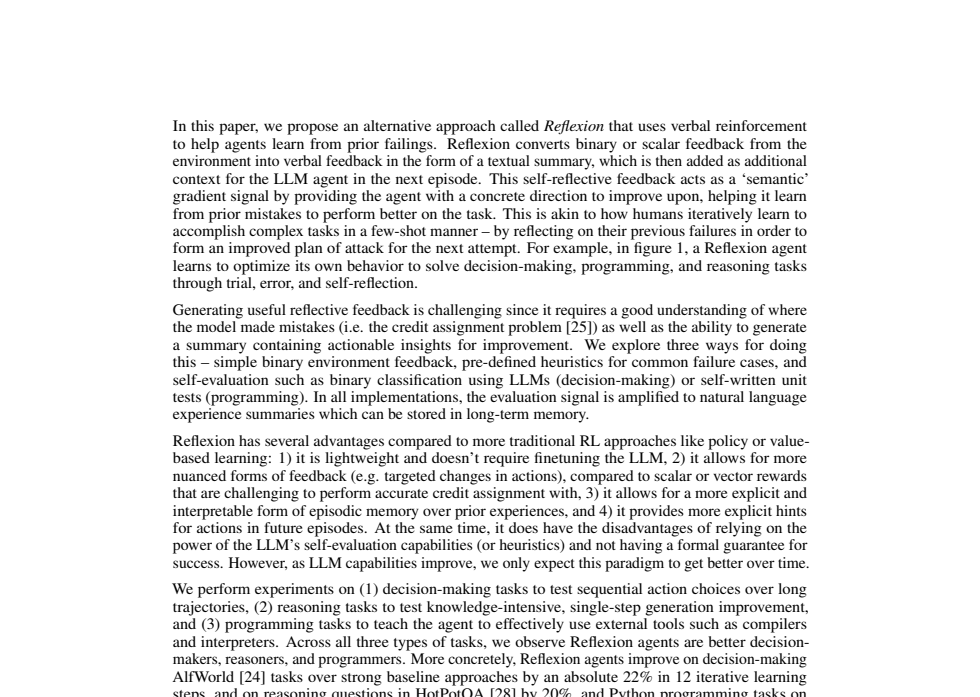 In this paper, we propose an alternative approach called Reflexion that uses verbal reinforcement
to help agents learn from prior failings. Reflexion converts binary or scalar feedback from the
environment into verbal feedback in the form of a textual summary, which is then added as additional
context for the LLM agent in the next episode. This self-reflective feedback acts as a ‘semantic’
gradient signal by providing the agent with a concrete direction to improve upon, helping it learn
from prior mistakes to perform better on the task. This is akin to how humans iteratively learn to
accomplish complex tasks in a few-shot manner – by reflecting on their previous failures in order to
form an improved plan of attack for the next attempt. For example, in figure 1, a Reflexion agent
learns to optimize its own behavior to solve decision-making, programming, and reasoning tasks
through trial, error, and self-reflection.
Generating useful reflective feedback is challenging since it requires a good understanding of where
the model made mistakes (i.e. the credit assignment problem [25]) as well as the ability to generate
a summary containing actionable insights for improvement. We explore three ways for doing
this – simple binary environment feedback, pre-defined heuristics for common failure cases, and
self-evaluation such as binary classification using LLMs (decision-making) or self-written unit
tests (programming). In all implementations, the evaluation signal is amplified to natural language
experience summaries which can be stored in long-term memory.
Reflexion has several advantages compared to more traditional RL approaches like policy or value-
based learning: 1) it is lightweight and doesn’t require finetuning the LLM, 2) it allows for more
nuanced forms of feedback (e.g. targeted changes in actions), compared to scalar or vector rewards
that are challenging to perform accurate credit assignment with, 3) it allows for a more explicit and
interpretable form of episodic memory over prior experiences, and 4) it provides more explicit hints
for actions in future episodes. At the same time, it does have the disadvantages of relying on the
power of the LLM’s self-evaluation capabilities (or heuristics) and not having a formal guarantee for
success. However, as LLM capabilities improve, we only expect this paradigm to get better over time.
We perform experiments on (1) decision-making tasks to test sequential action choices over long
trajectories, (2) reasoning tasks to test knowledge-intensive, single-step generation improvement,
and (3) programming tasks to teach the agent to effectively use external tools such as compilers
and interpreters. Across all three types of tasks, we observe Reflexion agents are better decision-
makers, reasoners, and programmers. More concretely, Reflexion agents improve on decision-making
AlfWorld [24] tasks over strong baseline approaches by an absolute 22% in 12 iterative learning
steps, and on reasoning questions in HotPotQA [28] by 20%, and Python programming tasks on